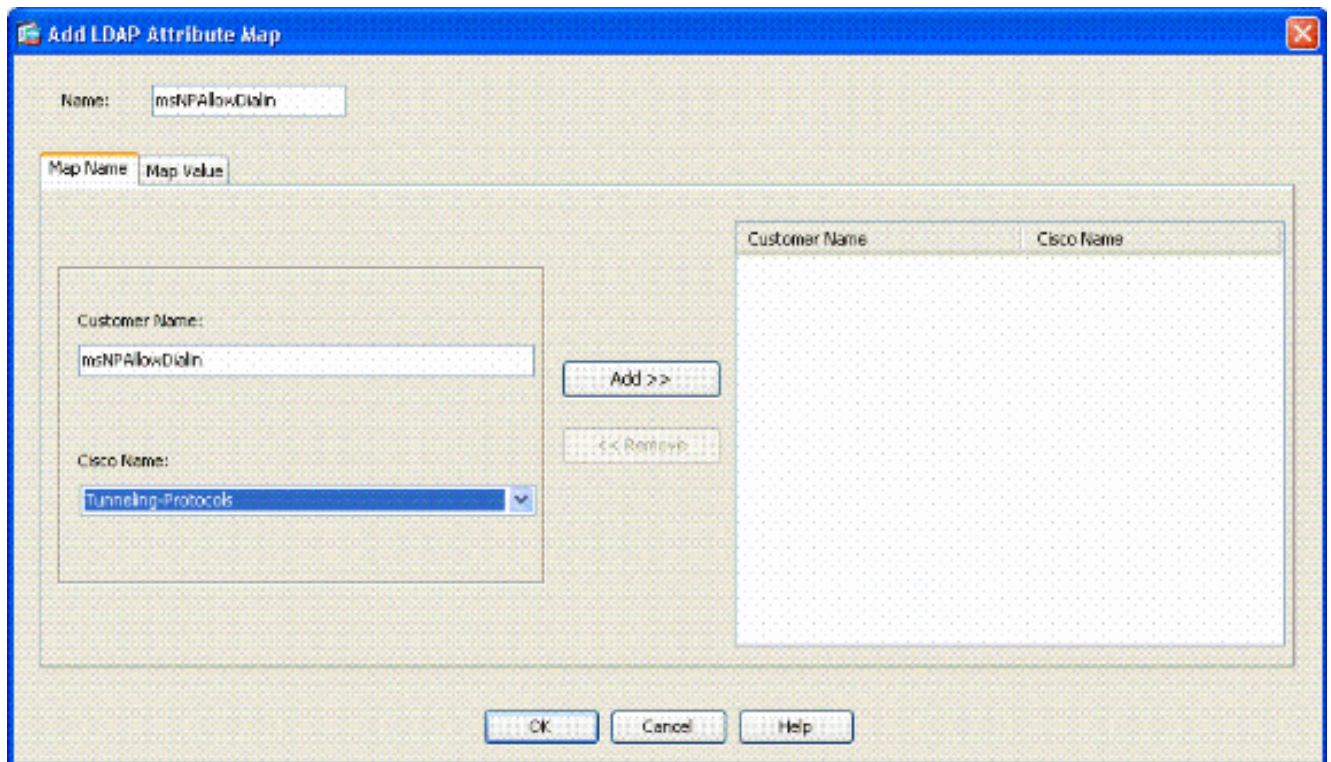 Add LDAP Attribute Map
Name: msNPAllowDialin
Map Name Map Value
Customer Name Cisco Name
Customer Name:
msNPAllowDialin
Add >>
<< Remove
Cisco Name:
Tunneling-Protocols
OK Cancel Help